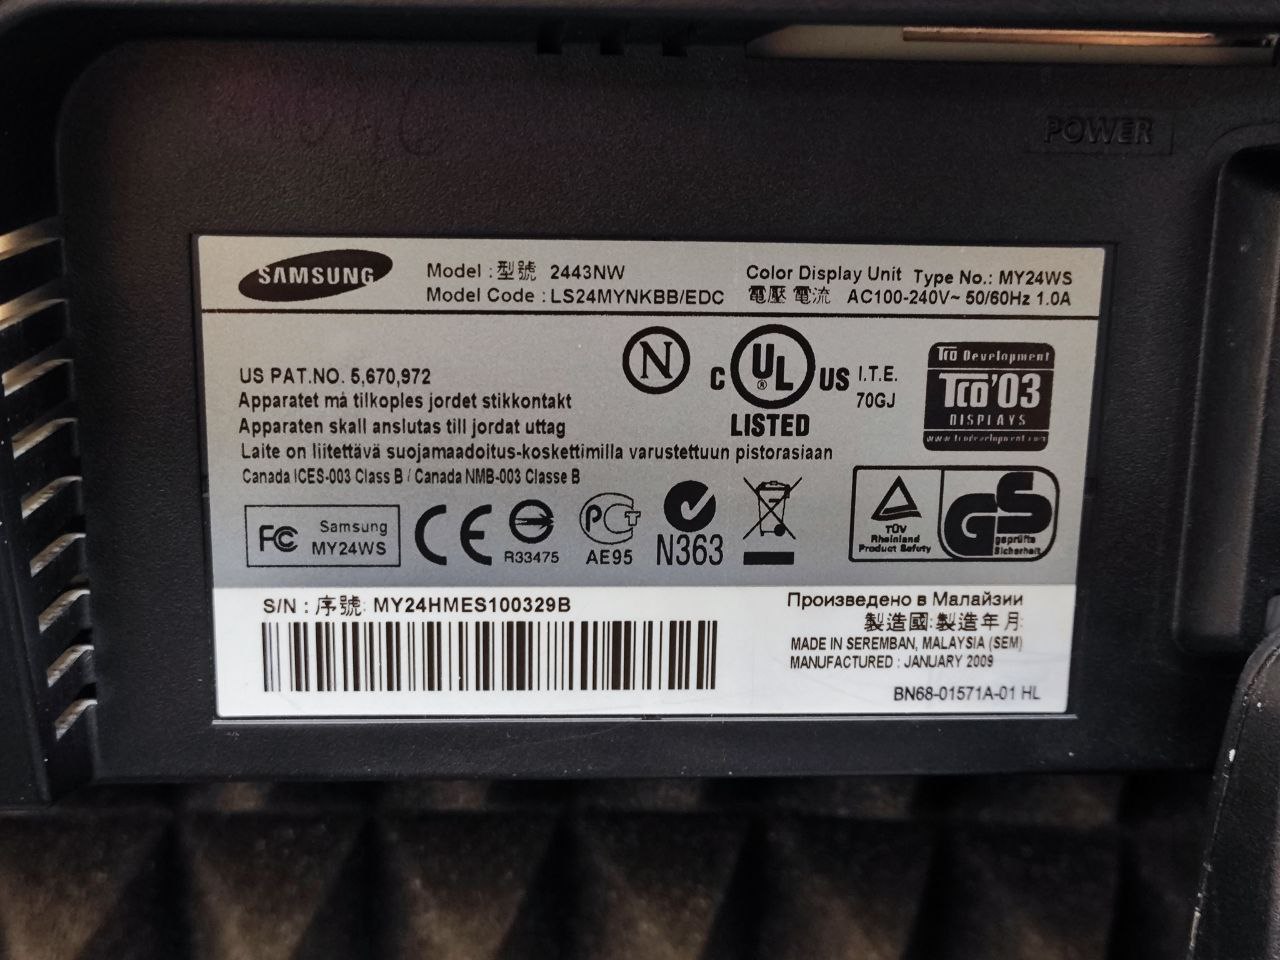 POWER
SAMSUNG
Model : 型號 2443NW
Model Code : LS24MYNKBB/EDC
Color Display Unit Type No.: MY24WS
電壓 電流 AC100-240V~ 50/60Hz 1.0A
US PAT.NO. 5,670,972
Apparatet må tilkoples jordet stikkontakt
Apparaten skall anslutas till jordat uttag
Laite on liitettävä suojamaadoitus-koskettimilla varustettuun pistorasiaan
Canada ICES-003 Class B / Canada NMB-003 Classe B
N
C UL ® US
LISTED
I.T.E.
70GJ
TCO Development
TCO'03
DISPLAYS
www.tcodevelopment.com
FC Samsung
MY24WS
CE
R33475
PCT
AE95
N363
TÜV
Rheinland
Product Safety
GS
geprüfte
Sicherheit
S/N : 序號: MY24HMES100329B
Произведено в Малайзии
製造國: 製造年月:
MADE IN SEREMBAN, MALAYSIA (SEM)
MANUFACTURED : JANUARY 2009
BN68-01571A-01 HL